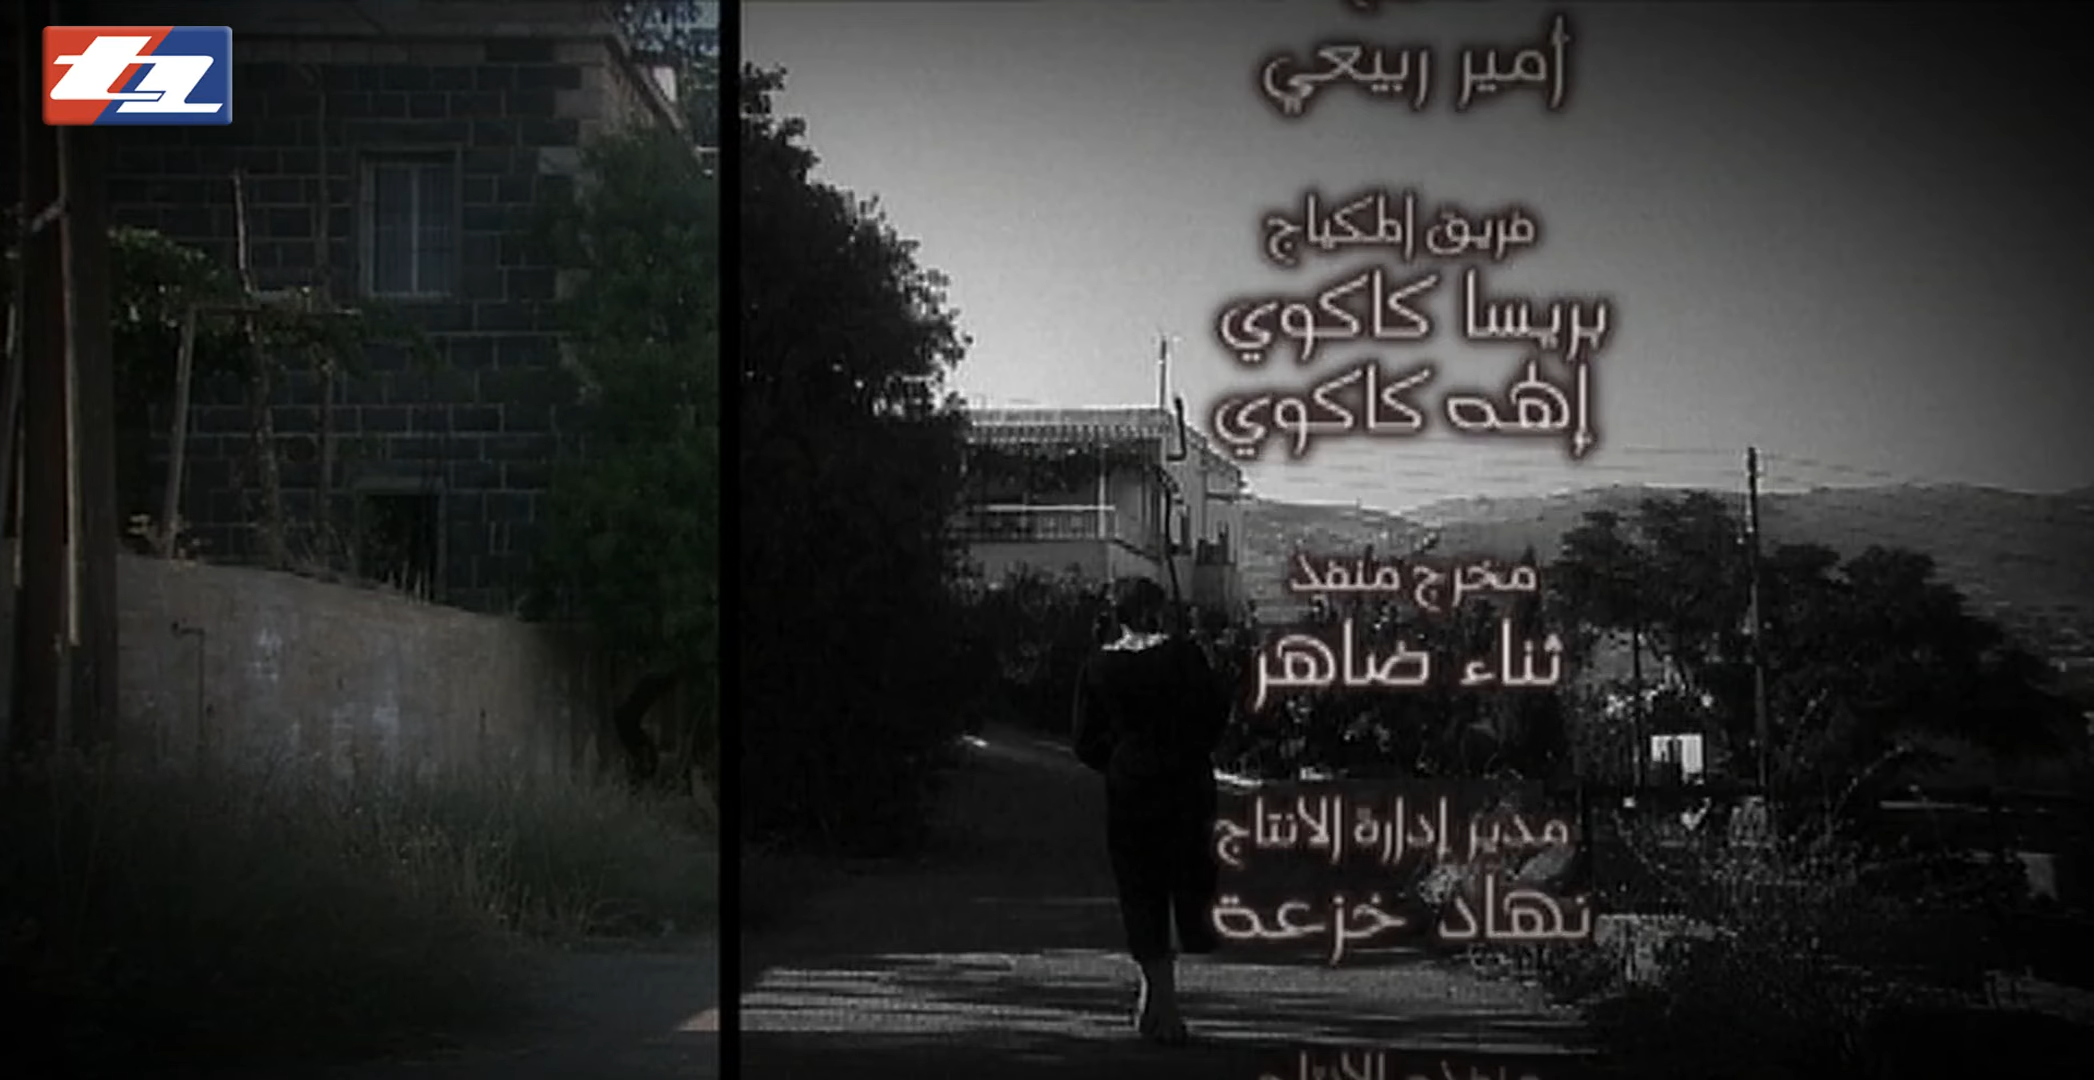 أمير ربيعي
فريق المكياج
بريسا كاكوي
إلهه كاكوي
مخرج منفذ
ثناء ضاهر
مدير إدارة الانتاج
نهاد خزعة